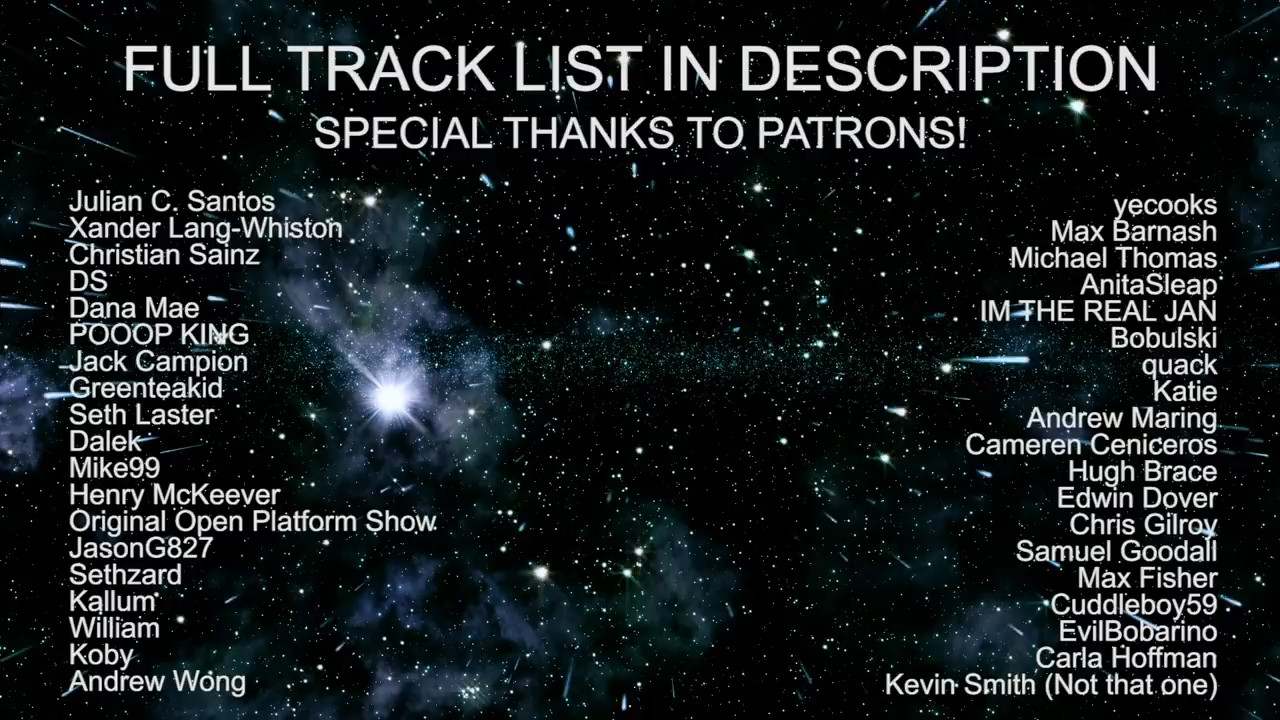 FULL TRACK LIST IN DESCRIPTION
SPECIAL THANKS TO PATRONS!
Julian C. Santos
Xander Lang-Whiston
Christian Sainz
DS
Dana Mae
POOOP KING
Jack Campion
Greenteakid
Seth Laster
Dalek
Mike99
Henry McKeever
Original Open Platform Show
JasonG827
Sethzard
Kallum
William
Koby
Andrew Wong
yecooks
Max Barnash
Michael Thomas
AnitaSleap
IM THE REAL JAN
Bobulski
quack
Katie
Andrew Maring
Cameren Ceniceros
Hugh Brace
Edwin Dover
Chris Gilroy
Samuel Goodall
Max Fisher
Cuddleboy59
EvilBobarino
Carla Hoffman
Kevin Smith (Not that one)